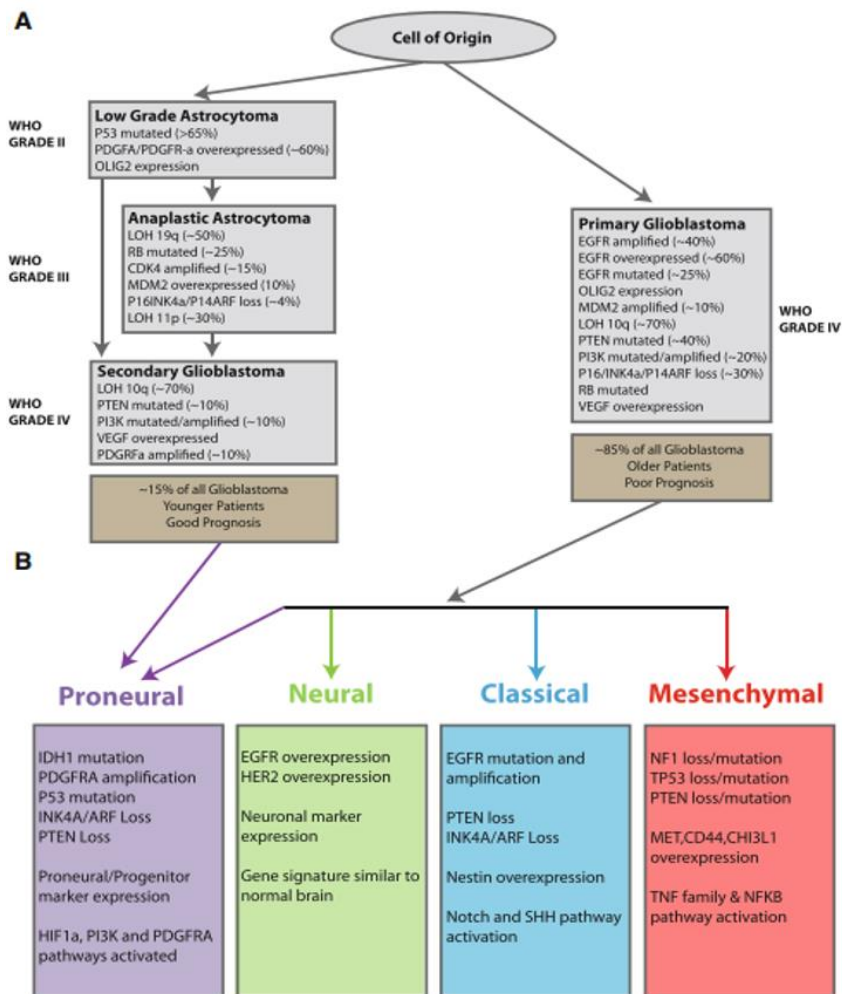 A
Cell of Origin
WHO
GRADE II
Low Grade Astrocytoma
P53 mutated (>65%)
PDGFA/PDGFR-a overexpressed (~60%)
OLIG2 expression
WHO
GRADE III
Anaplastic Astrocytoma
LOH 19q (~50%)
RB mutated (~25%)
CDK4 amplified (~15%)
MDM2 overexpressed (10%)
P16INK4a/P14ARF loss (~4%)
LOH 11p (~30%)
WHO
GRADE IV
Secondary Glioblastoma
LOH 10q (~70%)
PTEN mutated (~10%)
PI3K mutated/amplified (~10%)
VEGF overexpressed
PDGRFa amplified (~10%)
~15% of all Glioblastoma
Younger Patients
Good Prognosis
Primary Glioblastoma
EGFR amplified (~40%)
EGFR overexpressed (~60%)
EGFR mutated (~25%)
OLIG2 expression
MDM2 amplified (~10%)
LOH 10q (~70%)
PTEN mutated (~40%)
PI3K mutated/amplified (~20%)
P16/INK4a/P14ARF loss (~30%)
RB mutated
VEGF overexpression
WHO
GRADE IV
~85% of all Glioblastoma
Older Patients
Poor Prognosis
B
Proneural
IDH1 mutation
PDGFRA amplification
P53 mutation
INK4A/ARF Loss
PTEN Loss
Proneural/Progenitor
marker expression
HIF1a, PI3K and PDGFRA
pathways activated
Neural
EGFR overexpression
HER2 overexpression
Neuronal marker
expression
Gene signature similar to
normal brain
Classical
EGFR mutation and
amplification
PTEN loss
INK4A/ARF Loss
Nestin overexpression
Notch and SHH pathway
activation
Mesenchymal
NF1 loss/mutation
TP53 loss/mutation
PTEN loss/mutation
MET,CD44,CHI3L1
overexpression
TNF family & NFKB
pathway activation